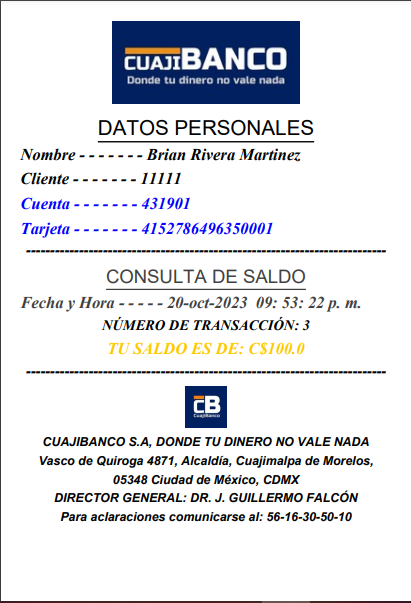 CUAJIBANCO
Donde tu dinero no vale nada
DATOS PERSONALES
Nombre - - - - - - - Brian Rivera Martinez
Cliente - - - - - - - 11111
Cuenta - - - - - - - 431901
Tarjeta - - - - - - - 4152786496350001
--------------------------------------------------------------------------
CONSULTA DE SALDO
Fecha y Hora - - - - - 20-oct-2023 09: 53: 22 p. m.
NÚMERO DE TRANSACCIÓN: 3
TU SALDO ES DE: C$100.0
--------------------------------------------------------------------------
CB
CuajiBanco
CUAJIBANCO S.A, DONDE TU DINERO NO VALE NADA
Vasco de Quiroga 4871, Alcaldía, Cuajimalpa de Morelos,
05348 Ciudad de México, CDMX
DIRECTOR GENERAL: DR. J. GUILLERMO FALCÓN
Para aclaraciones comunicarse al: 56-16-30-50-10